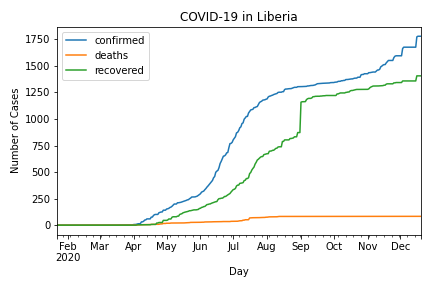 COVID-19 in Liberia
confirmed
deaths
recovered
Number of Cases
1750
1500
1250
1000
750
500
250
0
Feb Mar Apr May Jun Jul Aug Sep Oct Nov Dec
2020
Day